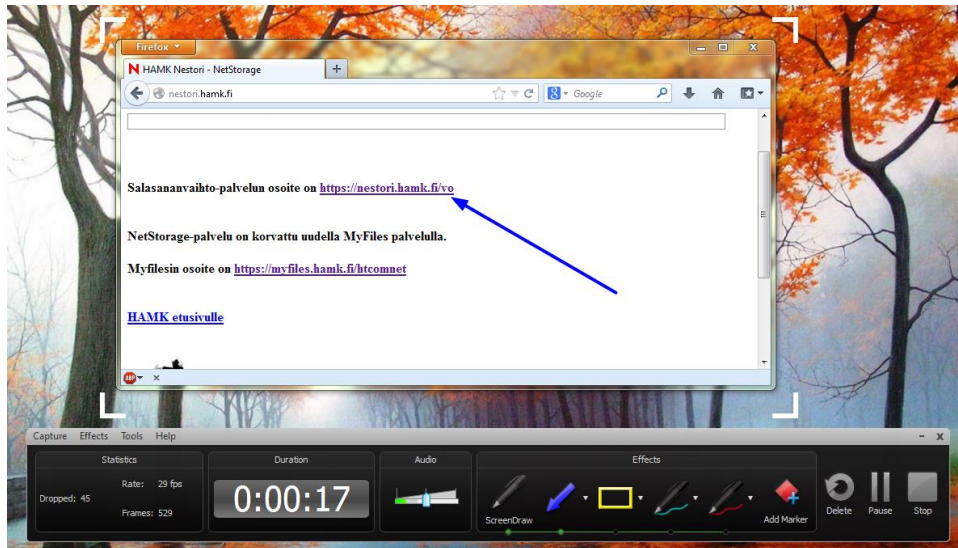 Firefox
HAMK Nestori - NetStorage
nestori.hamk.fi
Google
Salasananvaihto-palvelun osoite on https://nestori.hamk.fi/vo
NetStorage-palvelu on korvattu uudella MyFiles palvelulla.
Myfilesin osoite on https://myfiles.hamk.fi/htcomnet
HAMK etusivulle
ABP
Capture Effects Tools Help
Statistics
Duration
Audio
Effects
Rate: 29 fps
Dropped: 45
Frames: 529
0:00:17
ScreenDraw
Add Marker
Delete
Pause
Stop